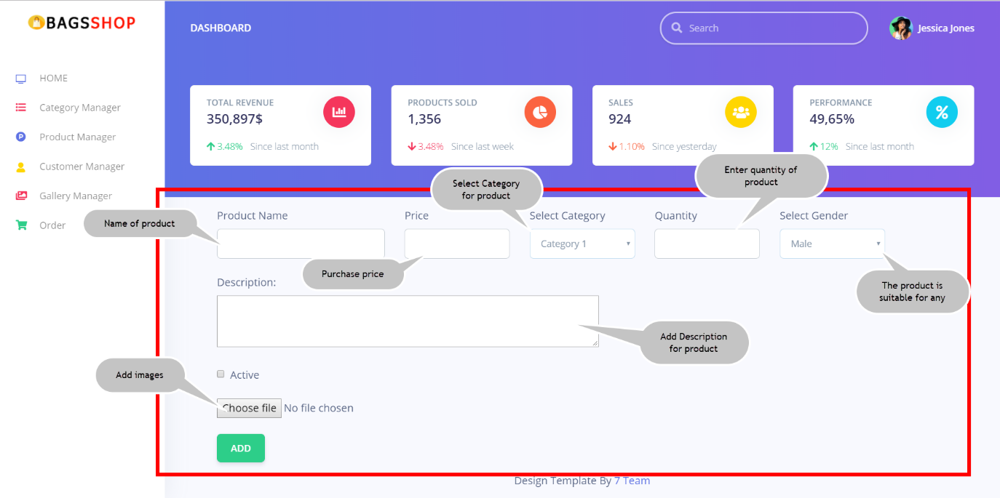 BAGSSHOP
DASHBOARD
Search
Jessica Jones
HOME
Category Manager
Product Manager
Customer Manager
Gallery Manager
Order
TOTAL REVENUE
350,897$
3.48% Since last month
PRODUCTS SOLD
1,356
3.48% Since last week
SALES
924
1.10% Since yesterday
PERFORMANCE
49,65%
12% Since last month
Select Category
for product
Enter quantity of
product
Name of product
Product Name
Price
Select Category
Quantity
Select Gender
Category 1
Male
Purchase price
The product is
suitable for any
Description:
Add Description
for product
Add images
Active
Choose file No file chosen
ADD
Design Template By 7 Team